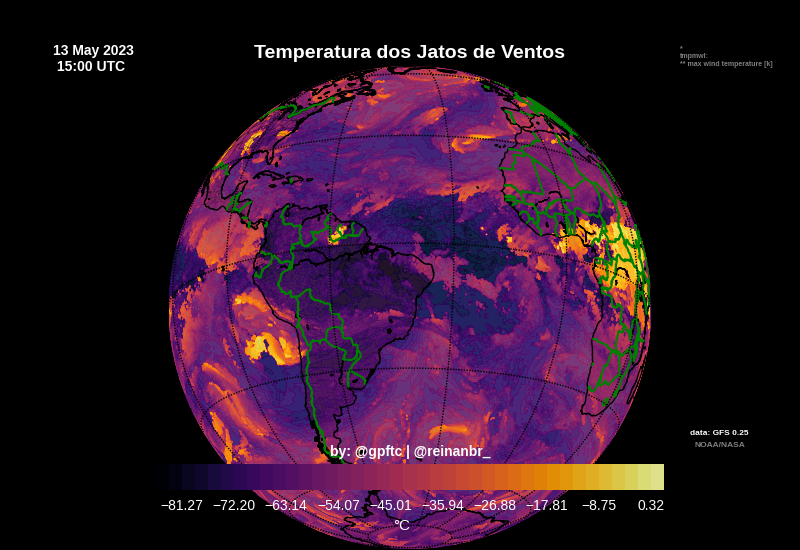 13 May 2023
15:00 UTC
Temperatura dos Jatos de Ventos
*
tmpmwl:
** max wind temperature [k]
data: GFS 0.25
NOAA/NASA
by: @gpftc | @reinanbr_
−81.27 −72.20 −63.14 −54.07 −45.01 −35.94 −26.88 −17.81 −8.75 0.32
°C